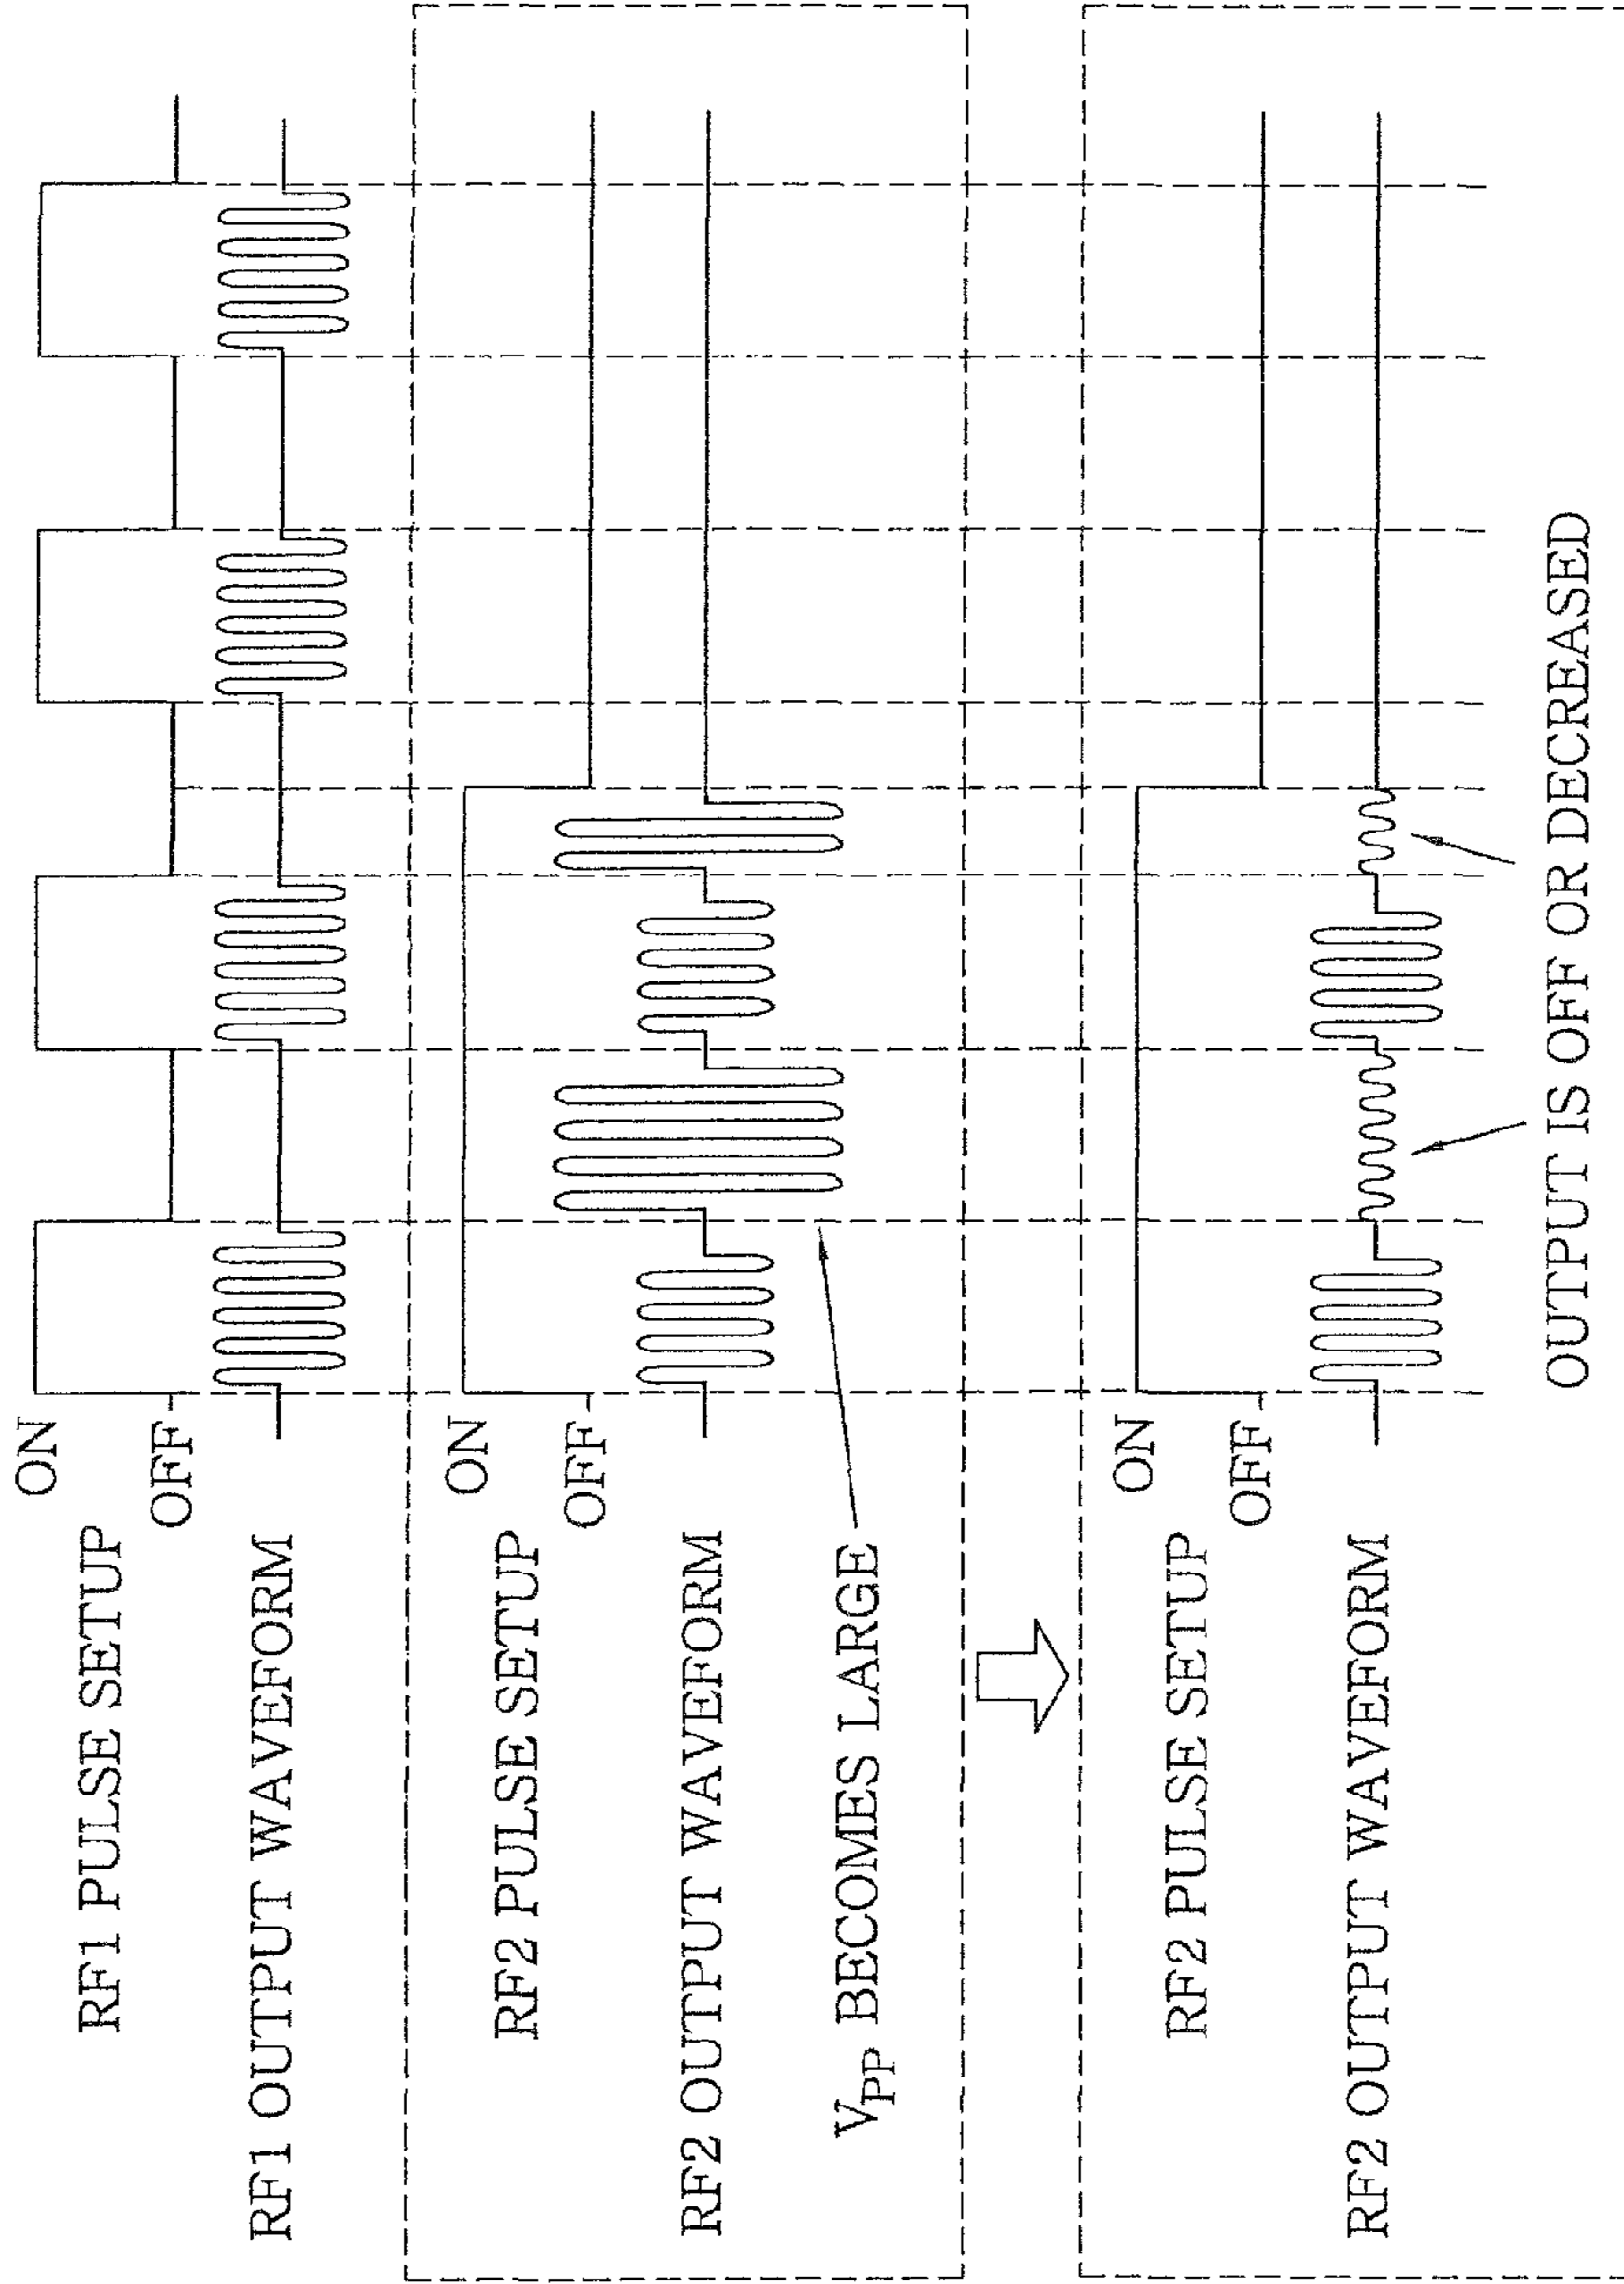 RF1 PULSE SETUP
ON
OFF
RF1 OUTPUT WAVEFORM
RF2 PULSE SETUP
ON
OFF
RF2 OUTPUT WAVEFORM
VPP BECOMES LARGE
RF2 PULSE SETUP
ON
OFF
RF2 OUTPUT WAVEFORM
OUTPUT IS OFF OR DECREASED